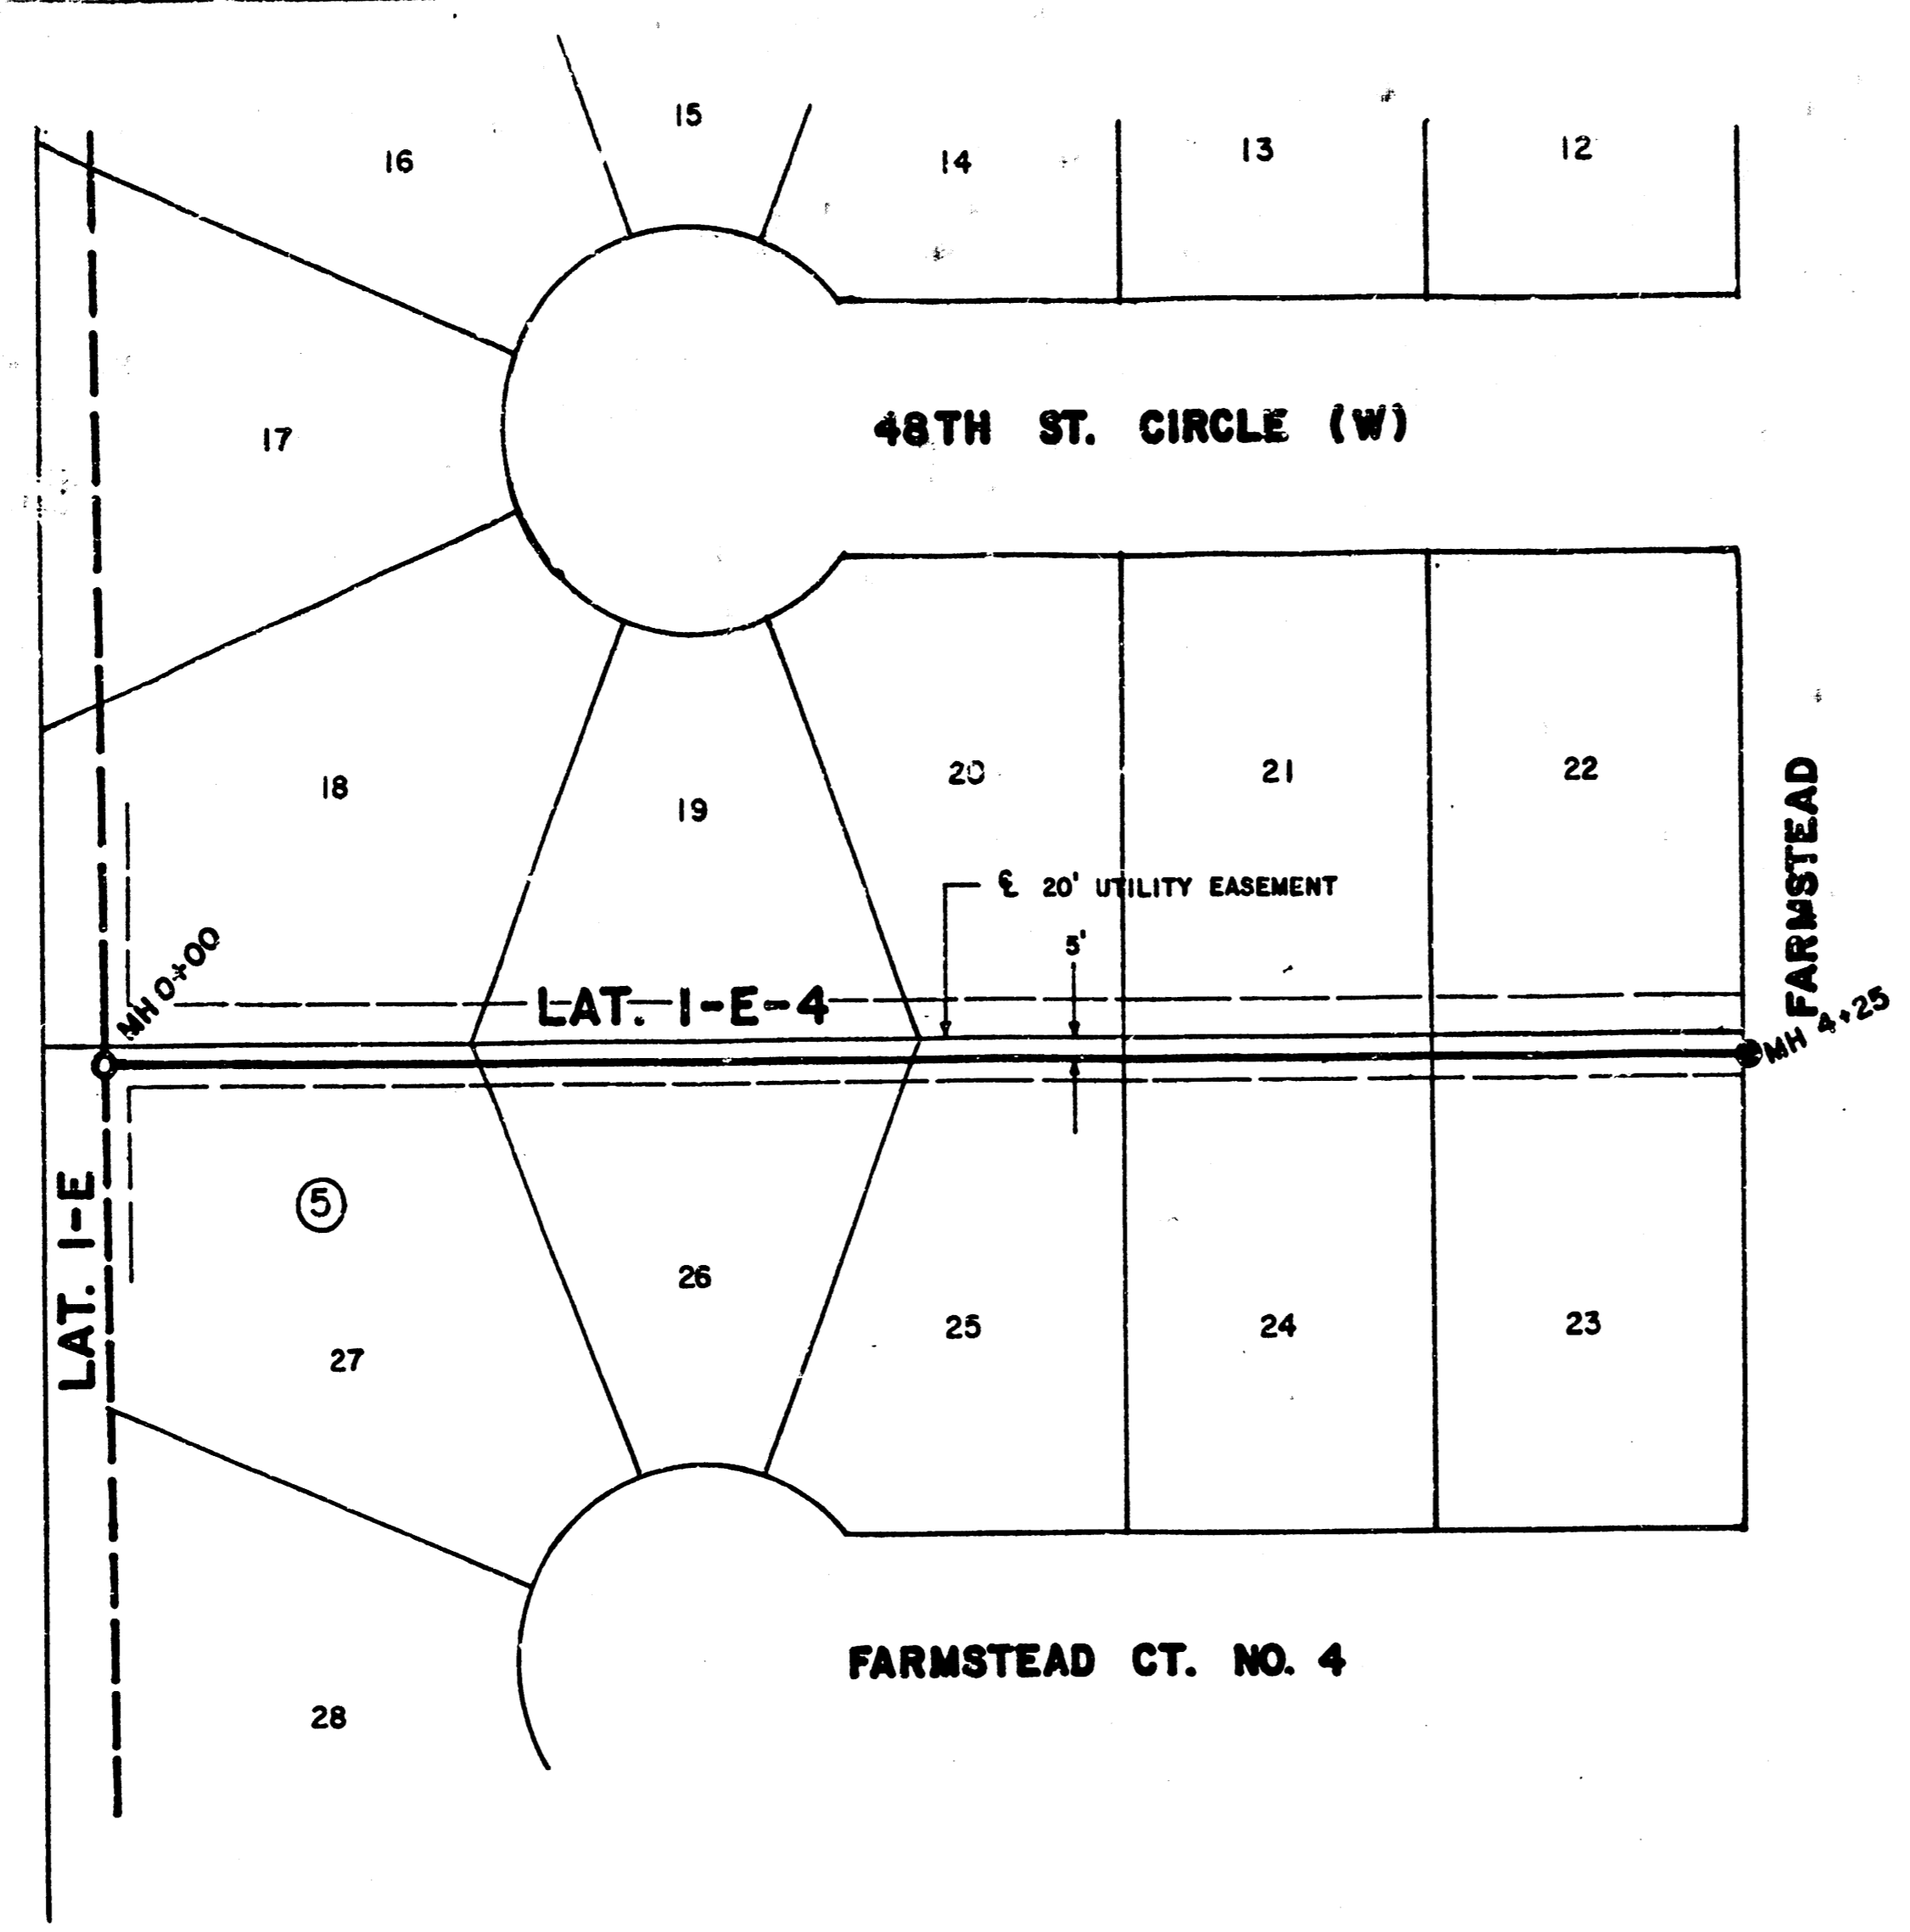 15
16
14
13
12
17
48TH ST. CIRCLE (W)
18
19
20
21
22
FARMSTEAD
℄ 20' UTILITY EASEMENT
5'
MH 0+00
LAT. I-E-4
MH 4+25
LAT. I-E
5
26
25
24
23
27
FARMSTEAD CT. NO. 4
28